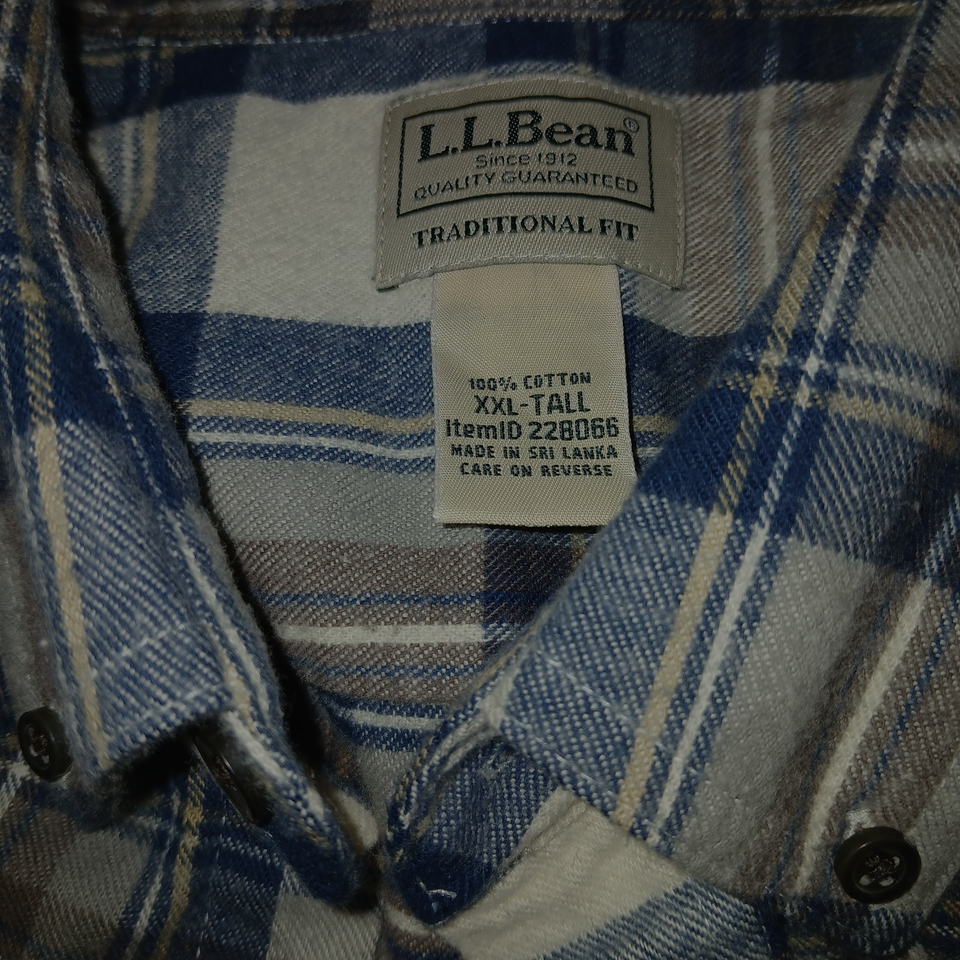 L.L.Bean®
Since 1912
QUALITY GUARANTEED
TRADITIONAL FIT
100% COTTON
XXL-TALL
ItemID 228066
MADE IN SRI LANKA
CARE ON REVERSE